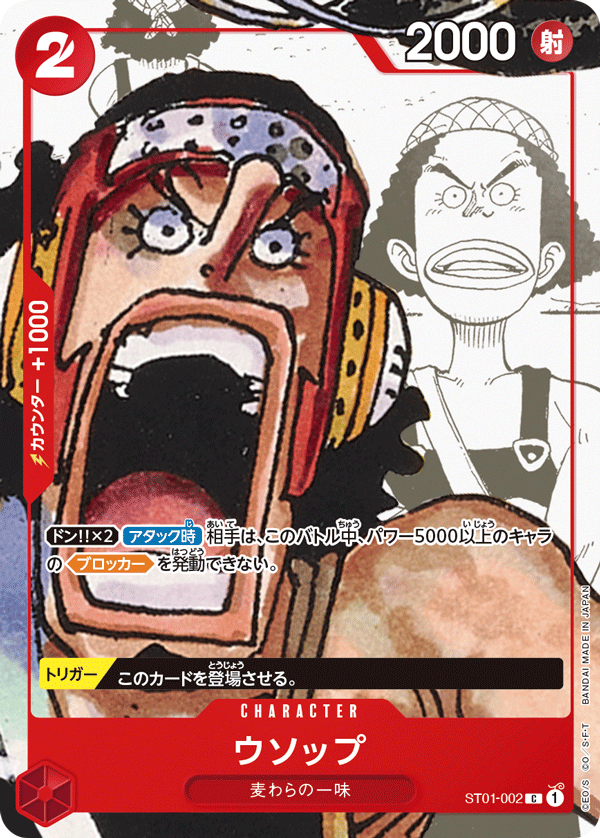 2
2000
射
カウンター +1000
ドン!!×2 アタック時 相手は、このバトル中、パワー5000以上のキャラ
の ブロッカー を発動できない。
トリガー このカードを登場させる。
CHARACTER
ウソップ
麦わらの一味
ST01-002 C 1
©E.O/S ©O/S・F・T BANDAI MADE IN JAPAN